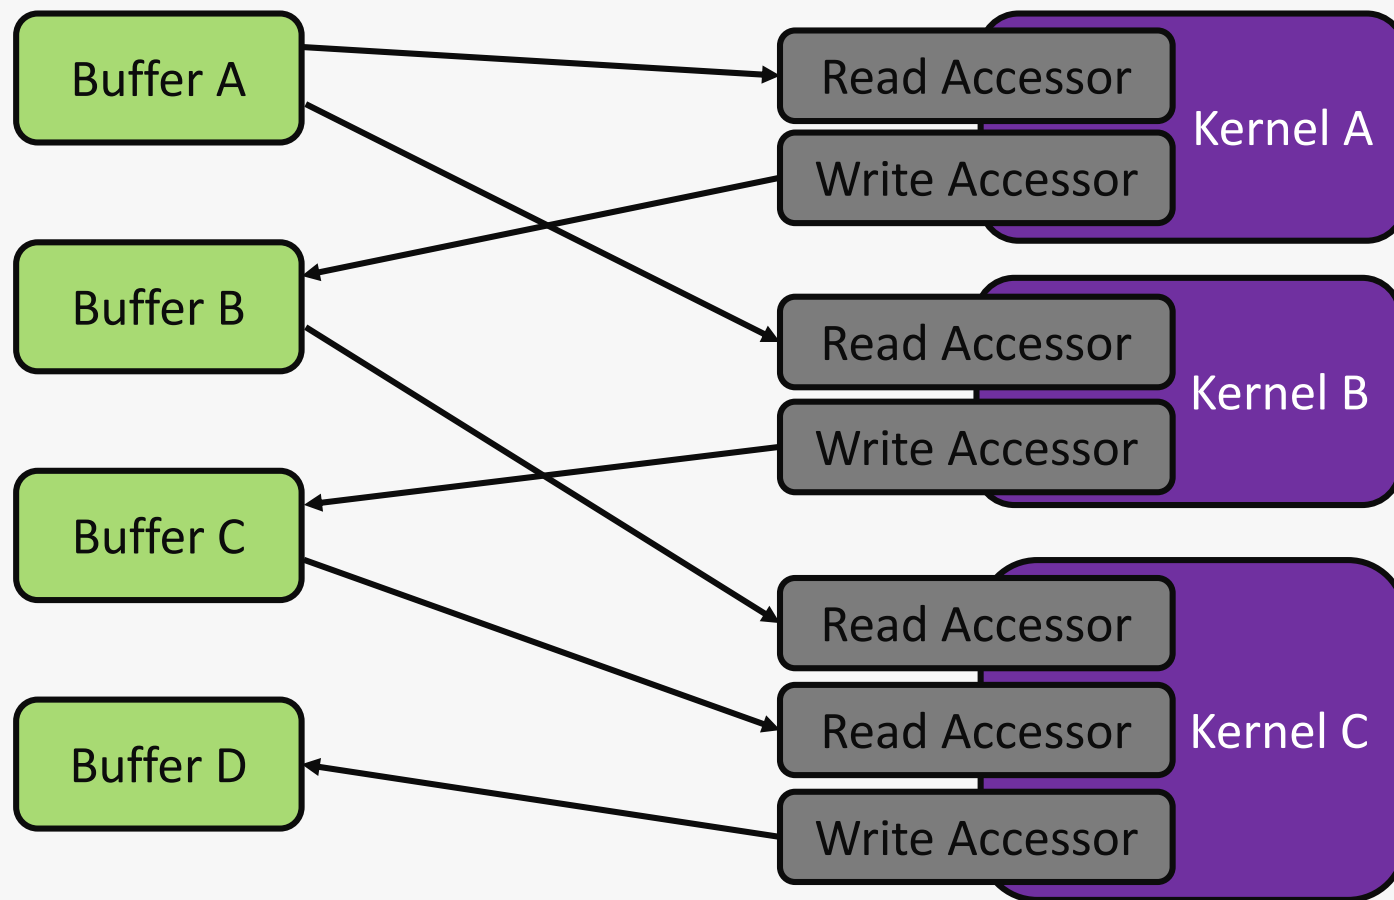 Buffer A
Buffer B
Buffer C
Buffer D
Read Accessor
Write Accessor
Kernel A
Read Accessor
Write Accessor
Kernel B
Read Accessor
Read Accessor
Write Accessor
Kernel C